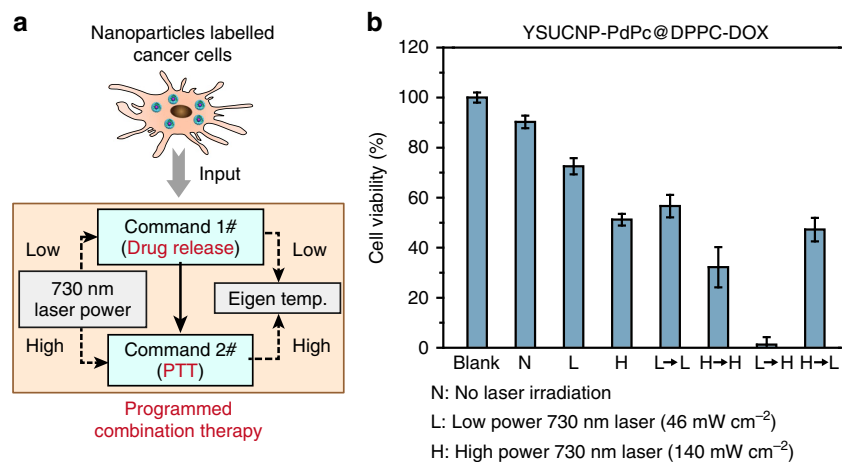 a
Nanoparticles labelled
cancer cells
Input
Command 1#
(Drug release)
Low
Low
730 nm
laser power
Eigen temp.
High
High
Command 2#
(PTT)
Programmed
combination therapy
b
YSUCNP-PdPc@DPPC-DOX
Cell viability (%)
120
100
80
60
40
20
0
Blank N L H L→L H→H L→H H→L
N: No laser irradiation
L: Low power 730 nm laser (46 mW cm⁻²)
H: High power 730 nm laser (140 mW cm⁻²)